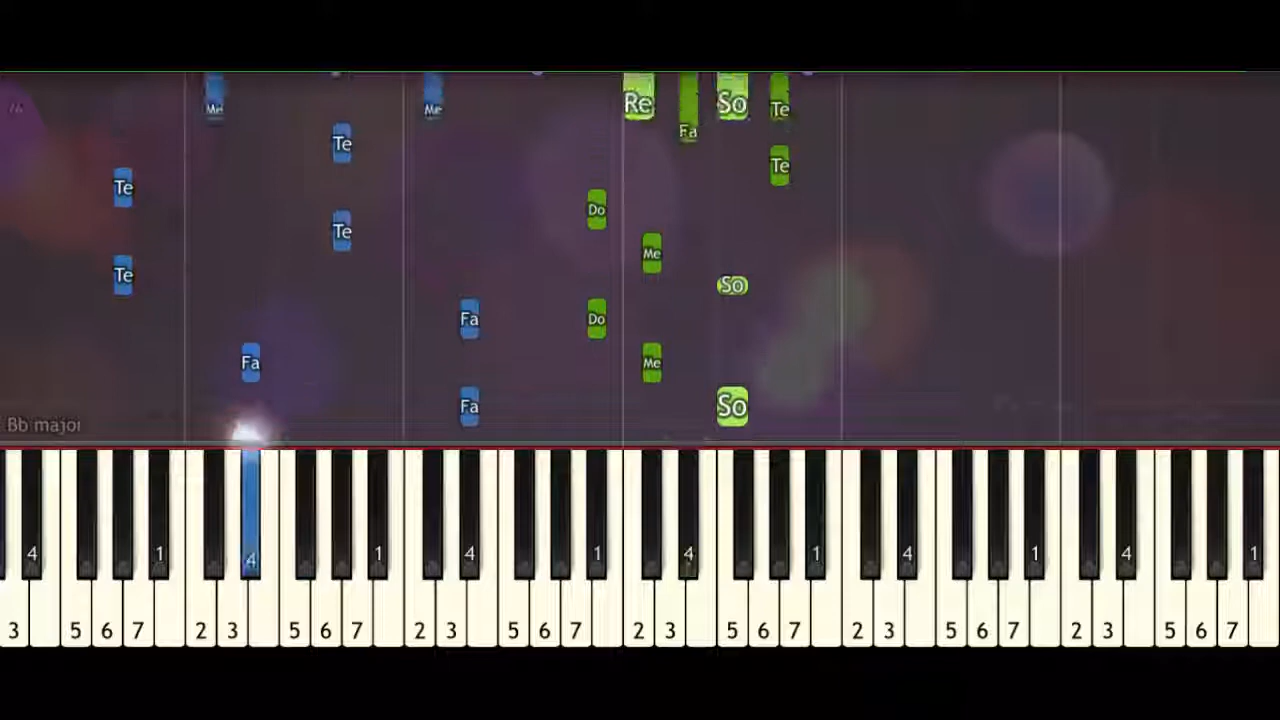 Me Me Re So Te
Fa
Te Te
Te
Do
Te
Me
Te So
Fa Do
Fa Me
Fa So
Bb major
4 1 4 1 4 1 4 1 4 1 4 1
3 5 6 7 2 3 5 6 7 2 3 5 6 7 2 3 5 6 7 2 3 5 6 7 2 3 5 6 7